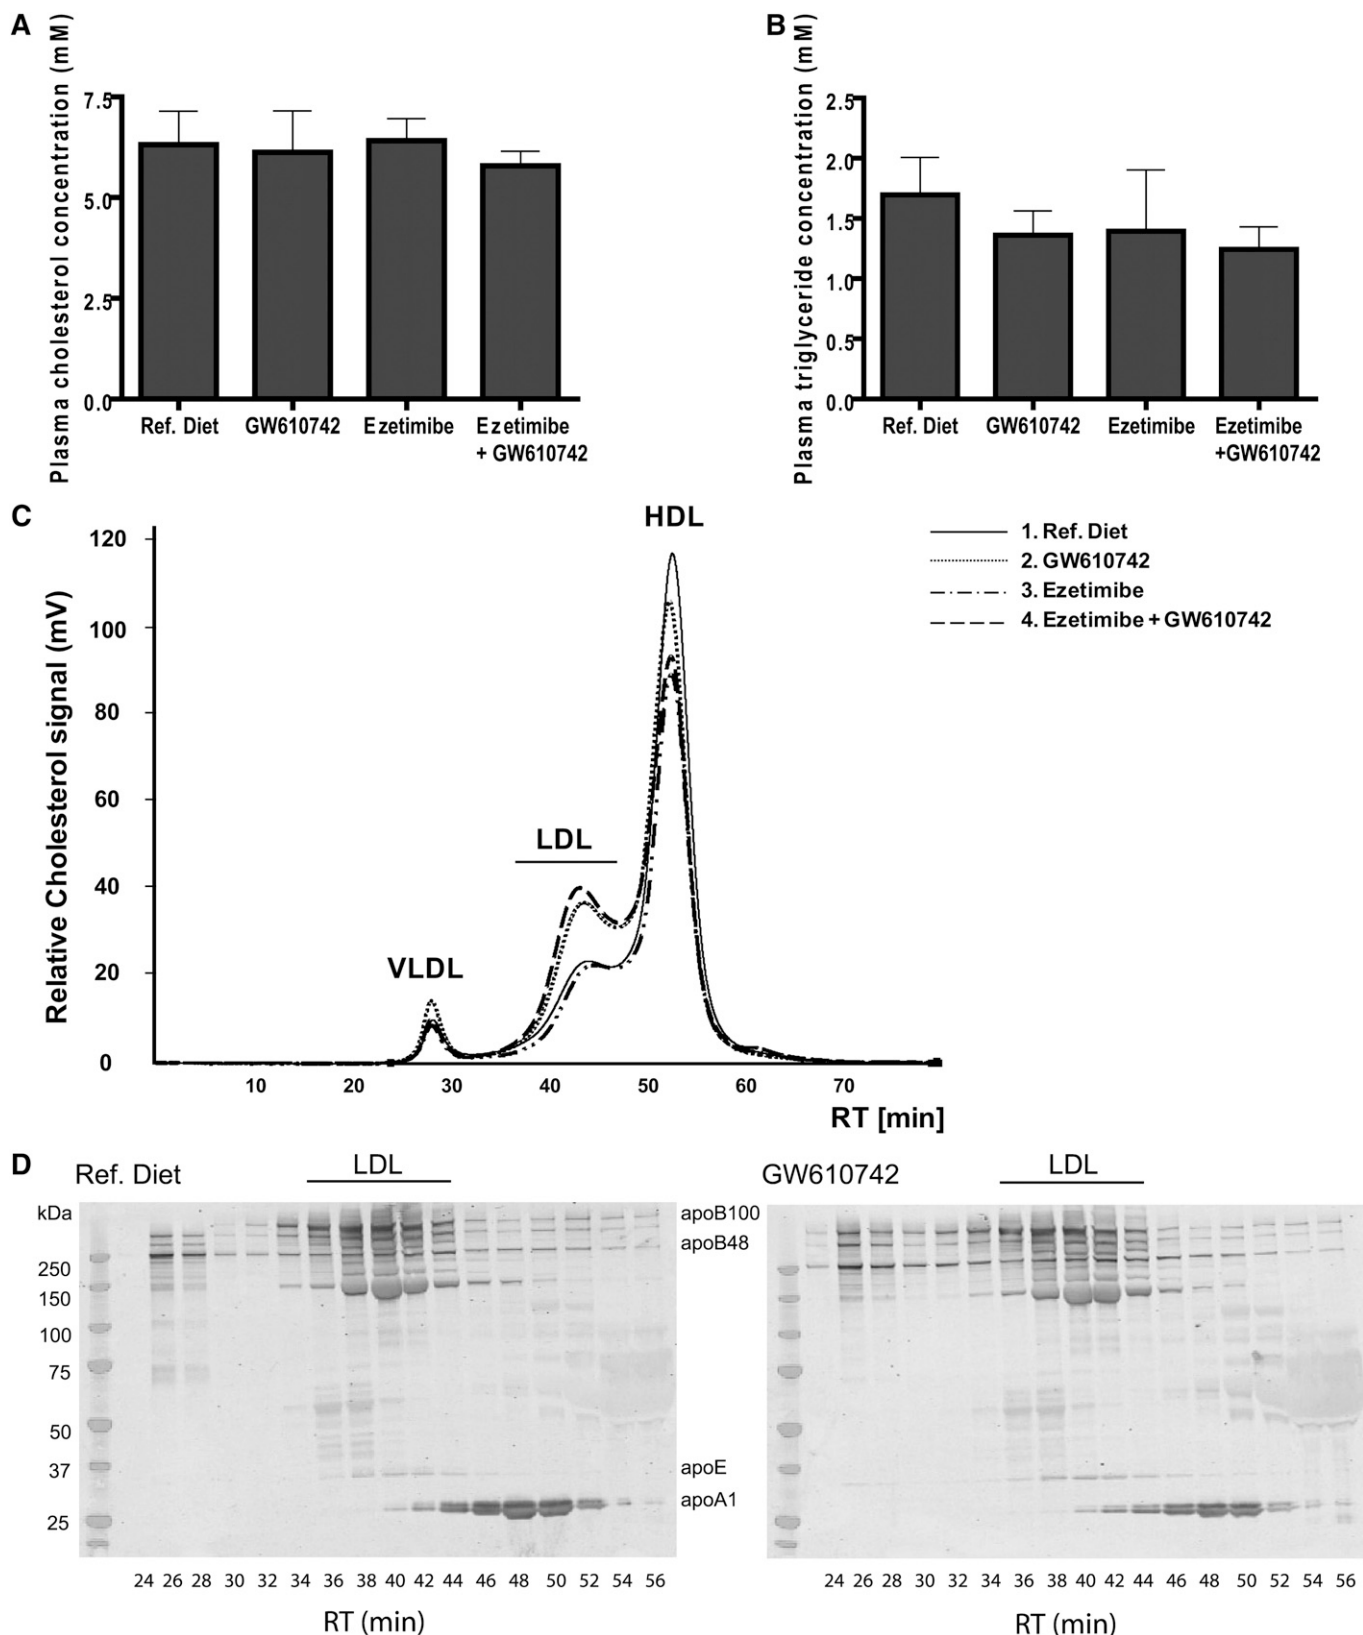 A
Plasma cholesterol concentration (mM)
7.5
5.0
2.5
0.0
Ref. Diet GW610742 Ezetimibe Ezetimibe
+ GW610742
B
Plasma triglyceride concentration (mM)
2.5
2.0
1.5
1.0
0.5
0.0
Ref. Diet GW610742 Ezetimibe Ezetimibe
+GW610742
C
Relative Cholesterol signal (mV)
120
100
80
60
40
20
0
VLDL
LDL
HDL
10 20 30 40 50 60 70
RT [min]
1. Ref. Diet
2. GW610742
3. Ezetimibe
4. Ezetimibe + GW610742
D
Ref. Diet LDL
kDa
250
150
100
75
50
37
25
apoB100
apoB48
apoE
apoA1
24 26 28 30 32 34 36 38 40 42 44 46 48 50 52 54 56
RT (min)
GW610742 LDL
24 26 28 30 32 34 36 38 40 42 44 46 48 50 52 54 56
RT (min)